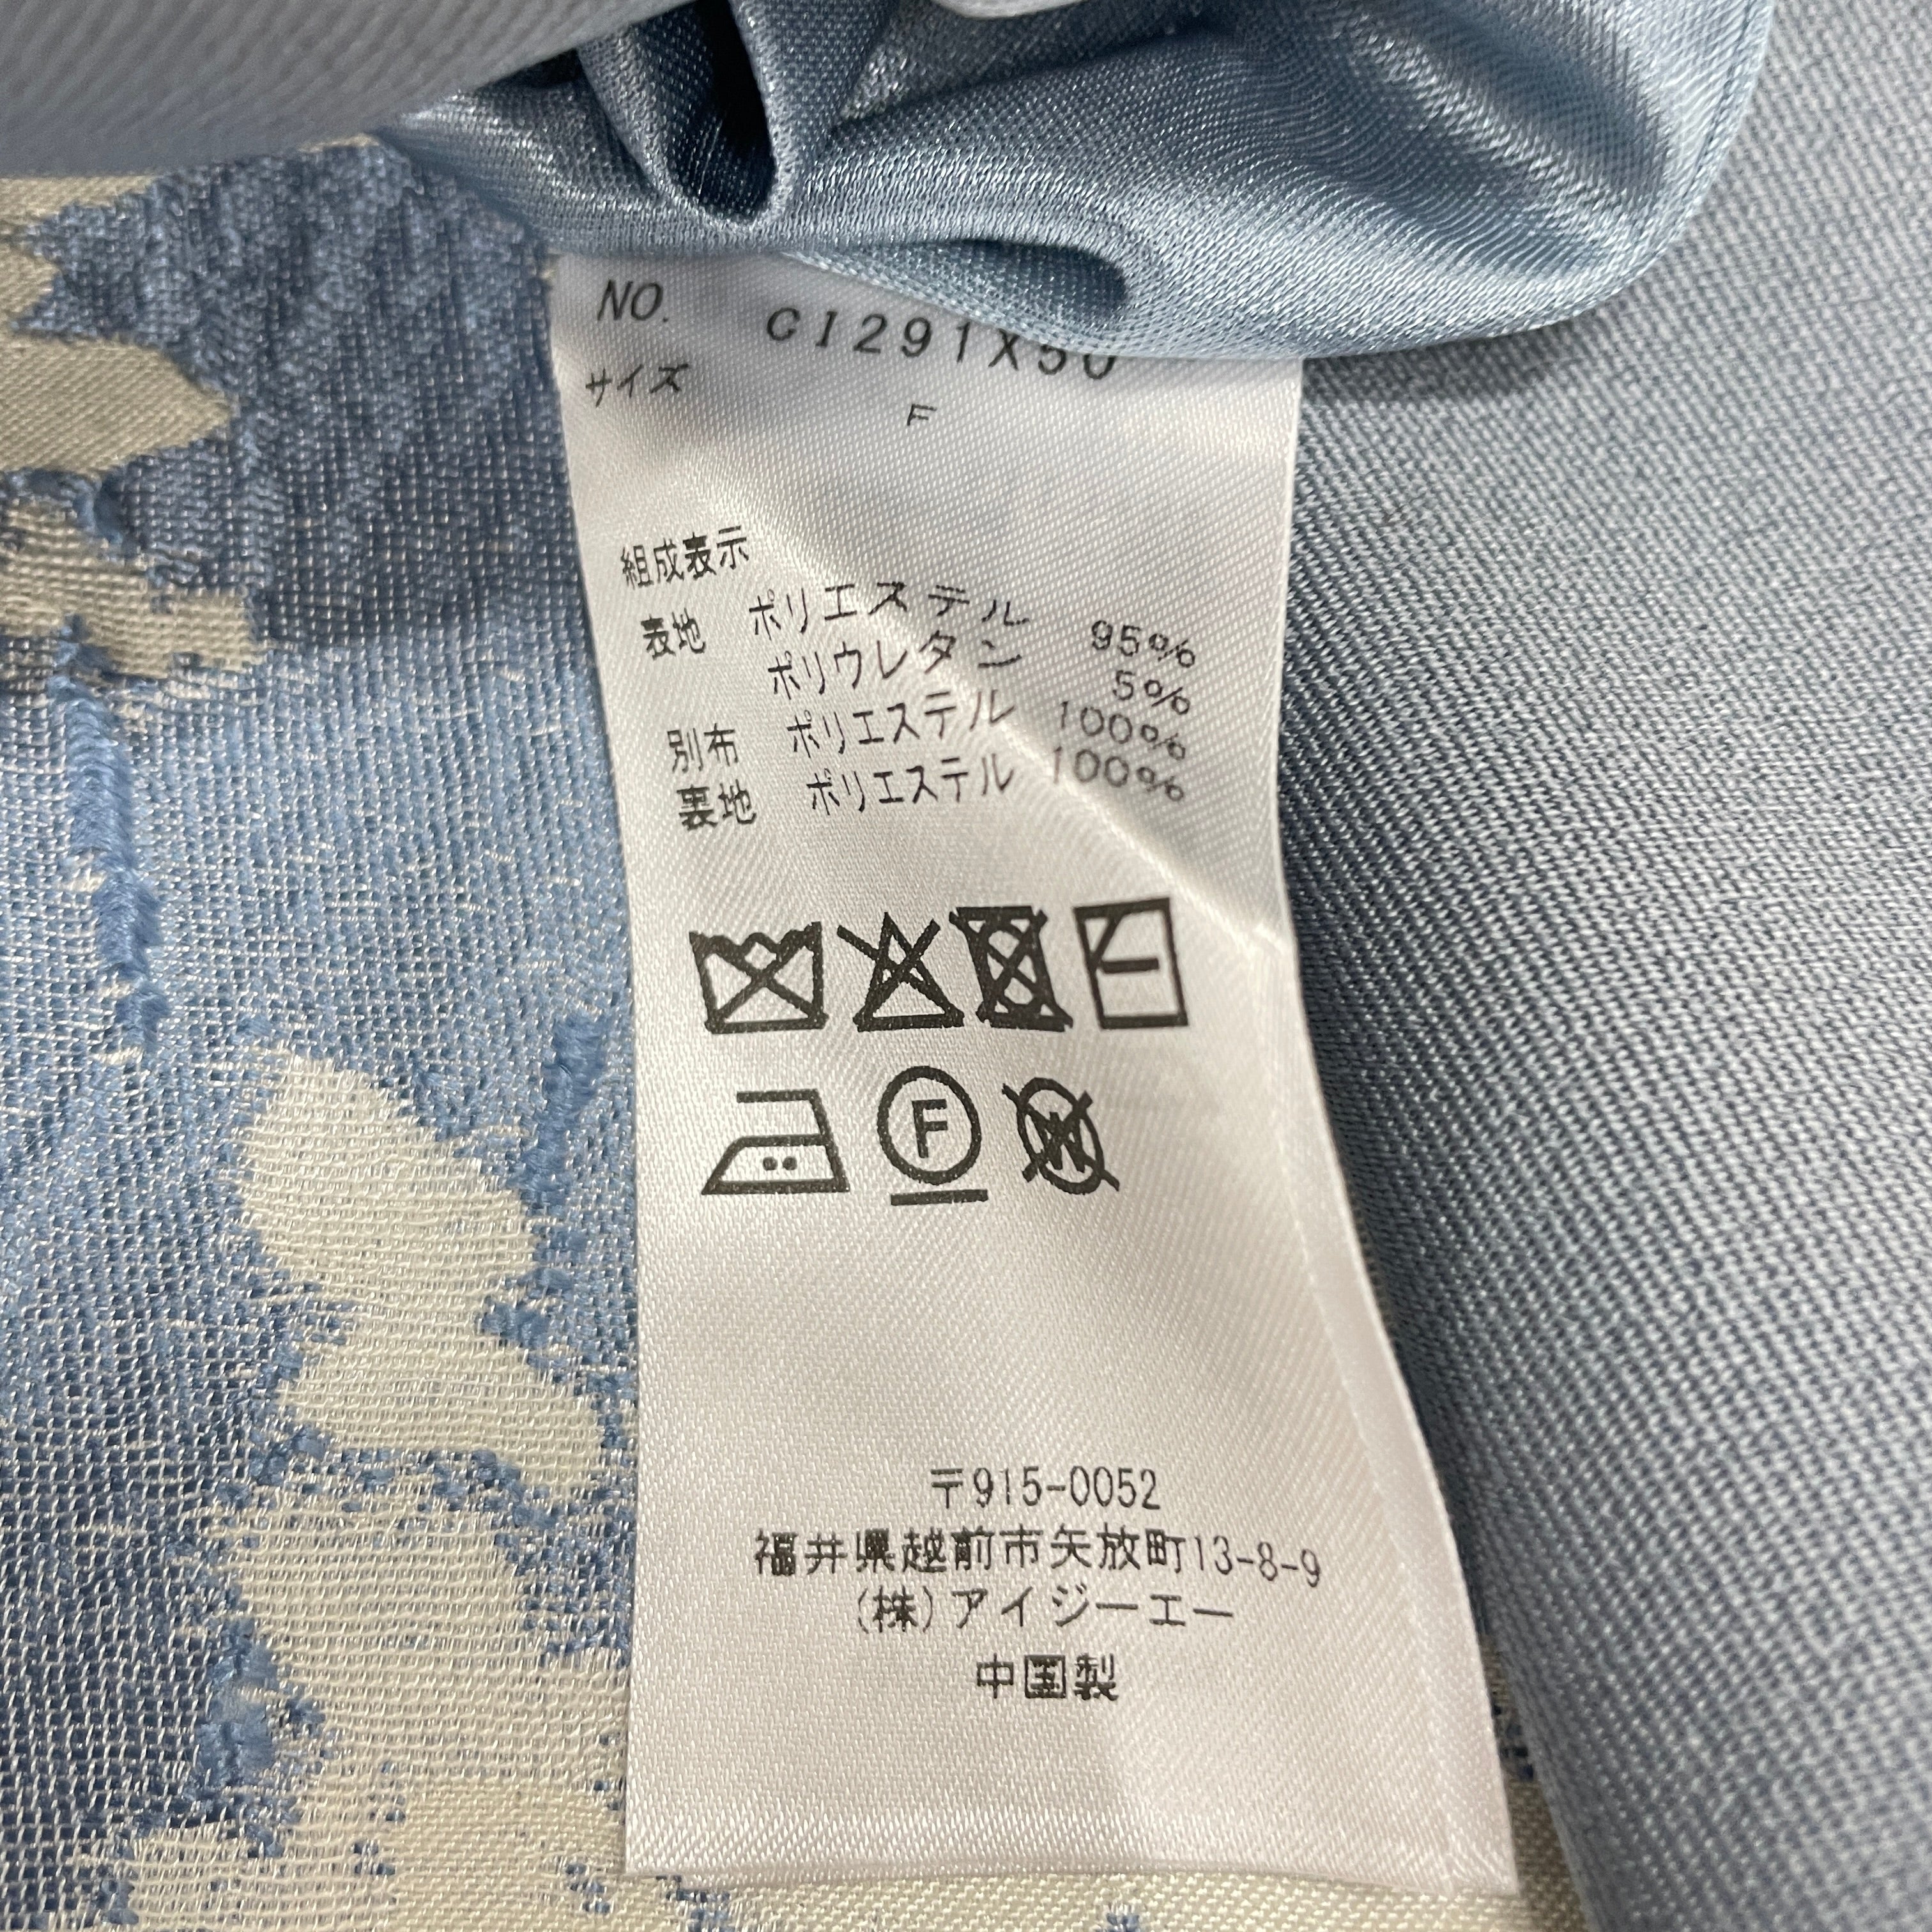 NO. C1291X50
サイズ F
組成表示
表地 ポリエステル 95%
ポリウレタン 5%
別布 ポリエステル 100%
裏地 ポリエステル 100%
F W
〒915-0052
福井県越前市矢放町13-8-9
(株)アイジーエー
中国製